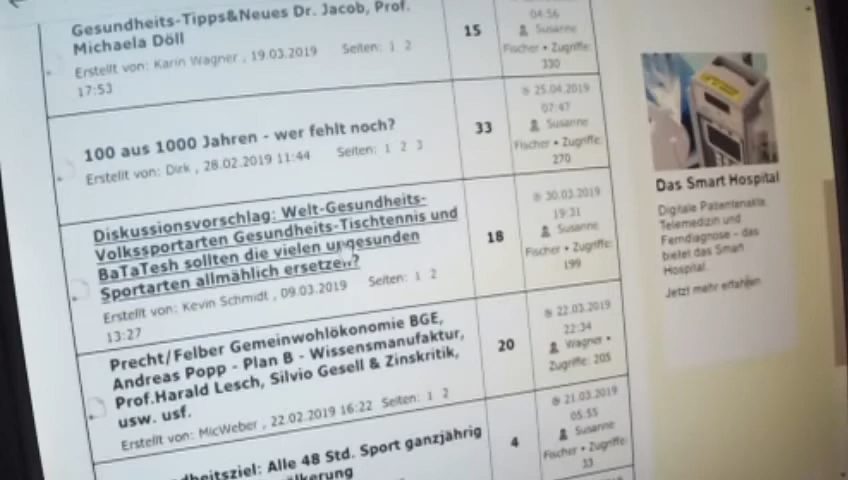 Gesundheits-Tipps&Neues Dr. Jacob, Prof.
Michaela Döll
Erstellt von: Karin Wagner , 19.03.2019 Seiten: 1 2
17:53
15
04:56
Susanne
Fischer • Zugriffe:
330
100 aus 1000 Jahren - wer fehlt noch?
Erstellt von: Dirk , 28.02.2019 11:44 Seiten: 1 2 3
33
25.04.2019
07:47
Susanne
Fischer • Zugriffe:
270
Diskussionsvorschlag: Welt-Gesundheits-
Volkssportarten Gesundheits-Tischtennis und
BaTaTesh sollten die vielen ungesunden
Sportarten allmählich ersetzen?
Erstellt von: Kevin Schmidt , 09.03.2019 Seiten: 1 2
13:27
18
30.03.2019
19:31
Susanne
Fischer • Zugriffe:
199
Precht/Felber Gemeinwohlökonomie BGE,
Andreas Popp - Plan B - Wissensmanufaktur,
Prof.Harald Lesch, Silvio Gesell & Zinskritik,
usw. usf.
Erstellt von: MicWeber , 22.02.2019 16:22 Seiten: 1 2
20
22.03.2019
22:34
Wagner •
Zugriffe: 205
dheitsziel: Alle 48 Std. Sport ganzjährig
ölkerung
4
21.03.2019
05:55
Susanne
Fischer • Zugriffe:
33
Das Smart Hospital
Digitale Patientenakte,
Telemedizin und
Ferndiagnose - das
bietet das Smart
Hospital.
Jetzt mehr erfahren